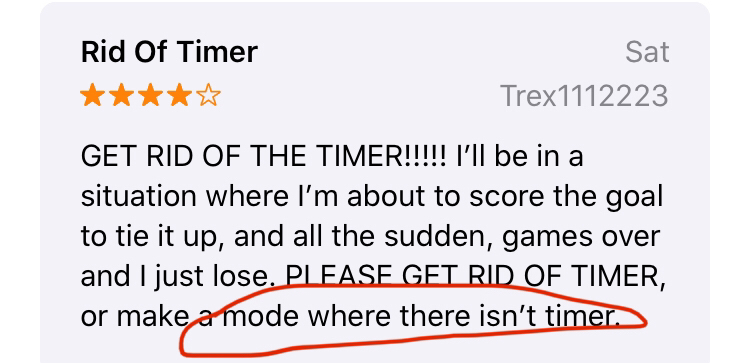 Rid Of Timer
Sat
Trex1112223
GET RID OF THE TIMER!!!!! I’ll be in a
situation where I’m about to score the goal
to tie it up, and all the sudden, games over
and I just lose. PLEASE GET RID OF TIMER,
or make a mode where there isn’t timer.